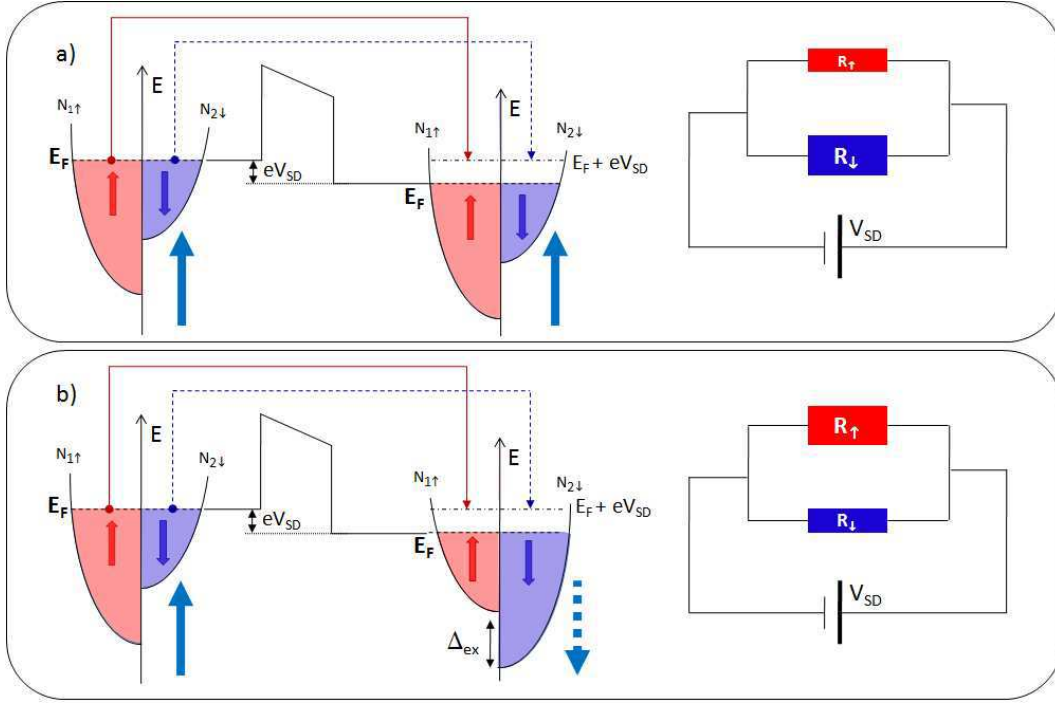 a)
E
N1↑
N2↓
EF
eVSD
E
N1↑
N2↓
EF + eVSD
EF
R↑
R↓
VSD
b)
E
N1↑
N2↓
EF
eVSD
E
N1↑
N2↓
EF + eVSD
EF
Δex
R↑
R↓
VSD